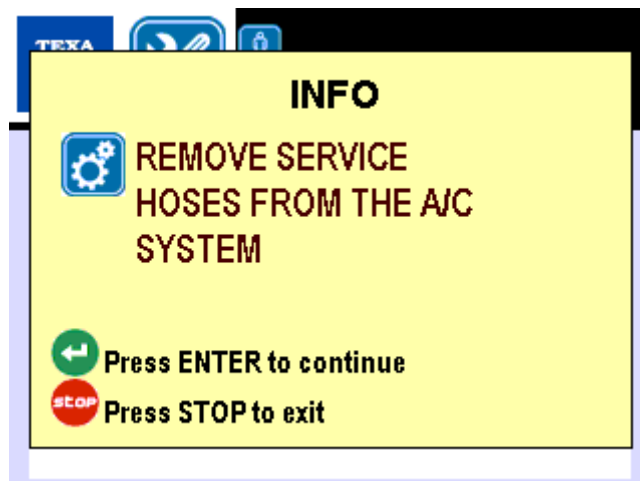 TEXA
INFO
REMOVE SERVICE
HOSES FROM THE A/C
SYSTEM
Press ENTER to continue
STOP
Press STOP to exit